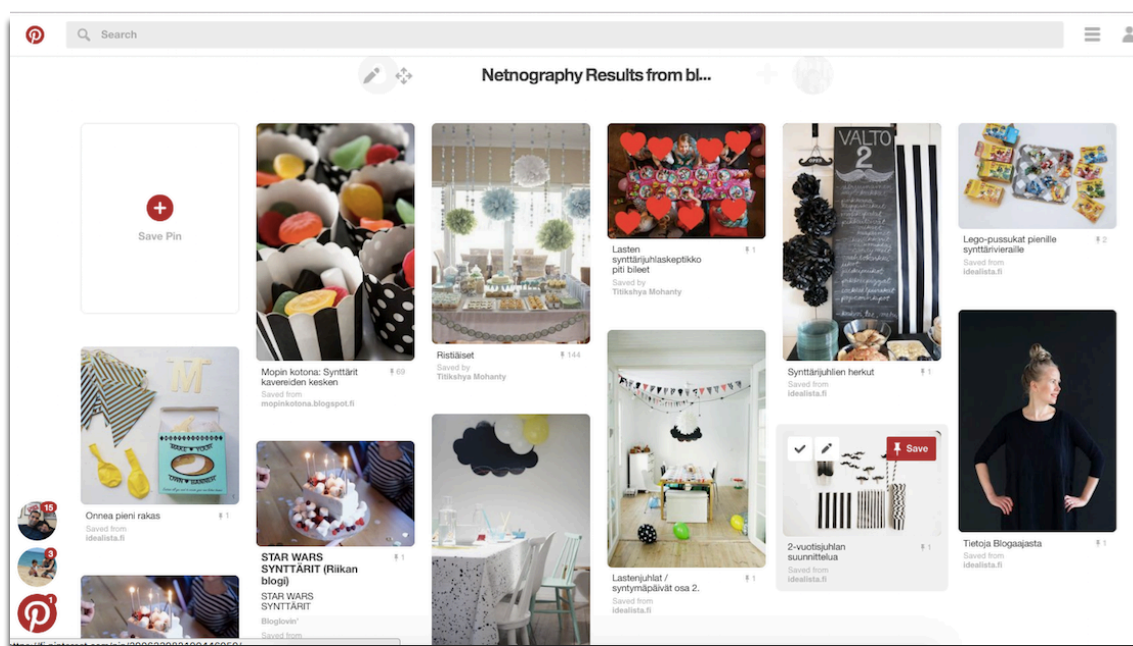 Search
Netnography Results from bl...
Save Pin
Onnea pieni rakas
1
Saved from
idealista.fi
Mopin kotona: Synttärit
kavereiden kesken
69
Saved from
mopinkotona.blogspot.fi
STAR WARS
SYNTTÄRIT (Riikan
blogi)
1
STAR WARS
SYNTTÄRIT
Bloglovin'
Saved from
Ristiäiset
144
Saved by
Titikshya Mohanty
Lasten
synttärijuhlaskeptikko
piti bileet
1
Saved by
Titikshya Mohanty
Lastenjuhlat /
syntymäpäivät osa 2.
1
Saved from
idealista.fi
VALTO
2
Synttärijuhlien herkut
1
Saved from
idealista.fi
Save
2-vuotisjuhlan
suunnittelua
1
Saved from
idealista.fi
Lego-pussukat pienille
synttärivieraille
2
Saved from
idealista.fi
Tietoja Blogaajasta
1
Saved from
idealista.fi
M
15
3
1